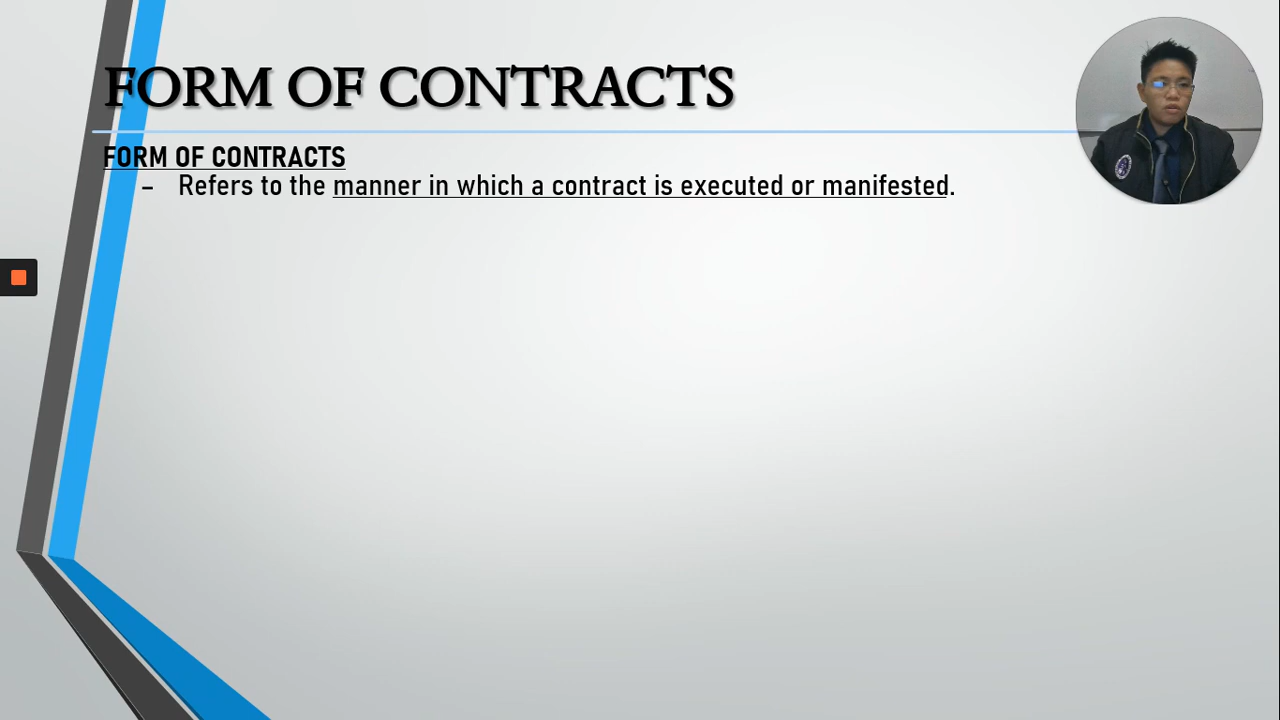 FORM OF CONTRACTS
FORM OF CONTRACTS
- Refers to the manner in which a contract is executed or manifested.